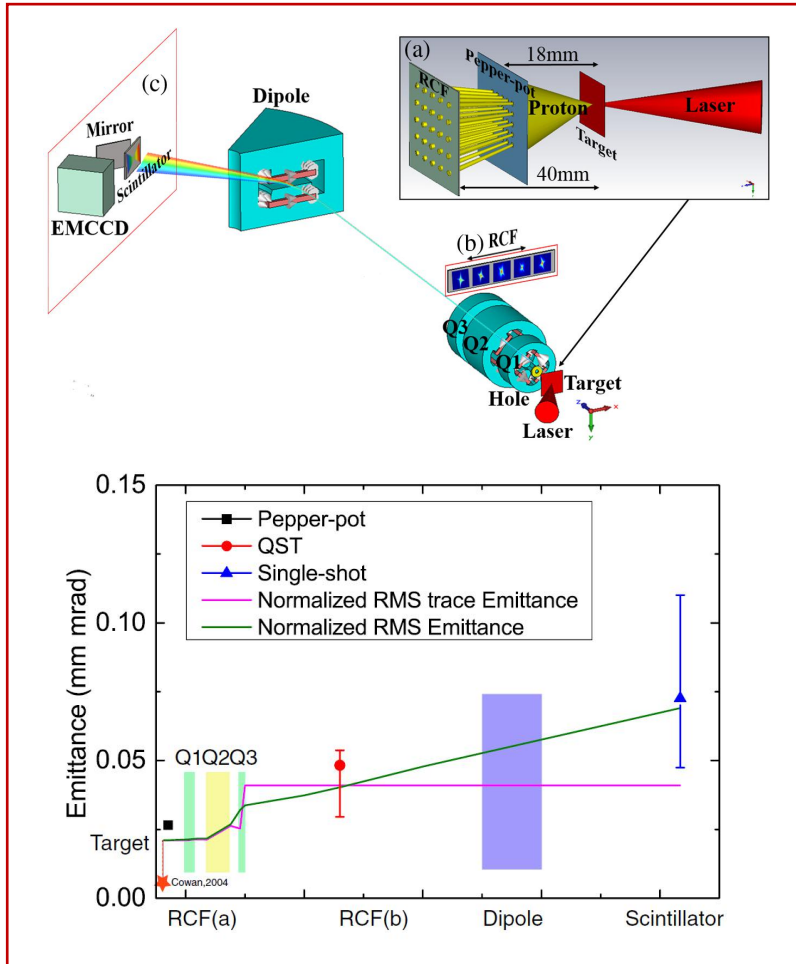 (a)
18mm
Pepper-pot
RCF
Proton
Laser
Target
40mm
(c)
Dipole
Mirror
Scintillator
EMCCD
(b)
RCF
Q3
Q2
Q1
Target
Hole
Laser
z
x
y
0.15
Pepper-pot
QST
Single-shot
Normalized RMS trace Emittance
Normalized RMS Emittance
0.10
Emittance (mm mrad)
0.05
Q1Q2Q3
Target
Cowan,2004
0.00
RCF(a)
RCF(b)
Dipole
Scintillator